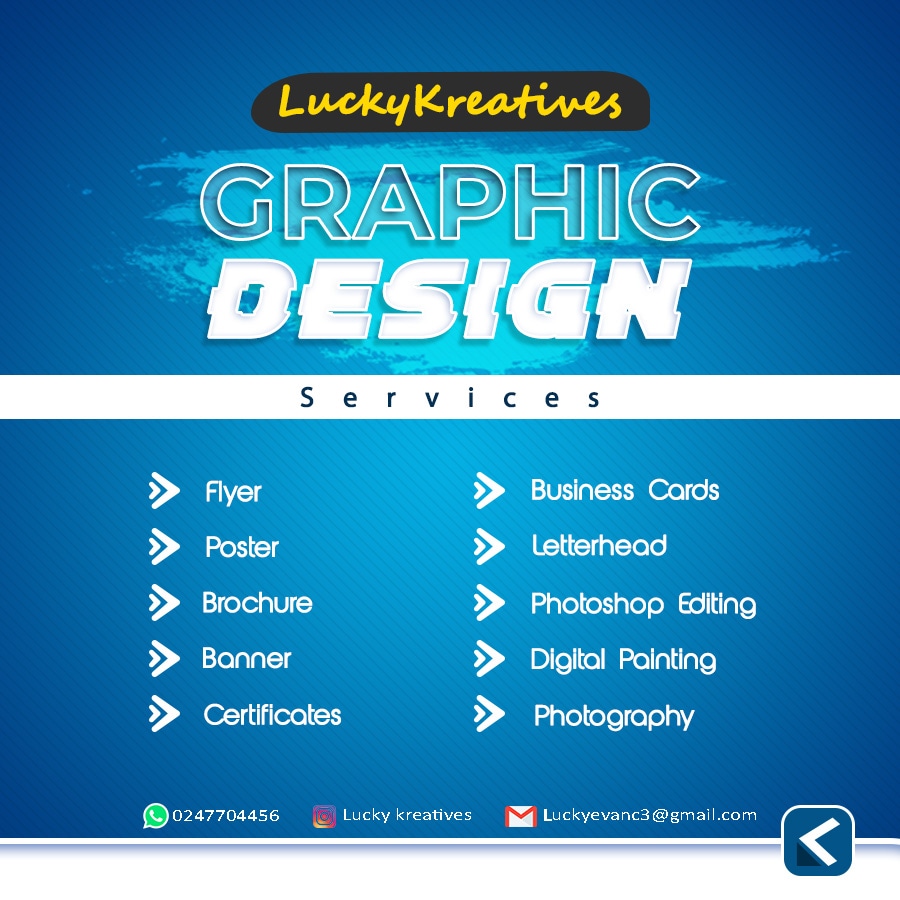 LuckyKreatives
GRAPHIC
DESIGN
Services
Flyer
Poster
Brochure
Banner
Certificates
Business Cards
Letterhead
Photoshop Editing
Digital Painting
Photography
0247704456 Lucky kreatives Luckyevanc3@gmail.com